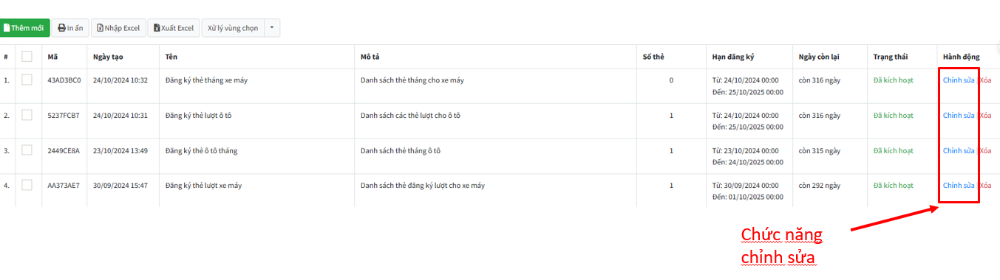 Thêm mới In ấn Nhập Excel Xuất Excel Xử lý vùng chọn
# Mã Ngày tạo Tên Mô tả Số thẻ Hạn đăng ký Ngày còn lại Trạng thái Hành động
1. 43AD3BC0 24/10/2024 10:32 Đăng ký thẻ tháng xe máy Danh sách thẻ tháng cho xe máy 0 Từ: 24/10/2024 00:00 còn 316 ngày Đã kích hoạt Chỉnh sửa Xóa
Đến: 25/10/2025 00:00
2. 5237FCB7 24/10/2024 10:31 Đăng ký thẻ lượt ô tô Danh sách các thẻ lượt cho ô tô 1 Từ: 24/10/2024 00:00 còn 316 ngày Đã kích hoạt Chỉnh sửa Xóa
Đến: 25/10/2025 00:00
3. 2449CE8A 23/10/2024 13:49 Đăng ký thẻ ô tô tháng Danh sách thẻ tháng ô tô 1 Từ: 23/10/2024 00:00 còn 315 ngày Đã kích hoạt Chỉnh sửa Xóa
Đến: 24/10/2025 00:00
4. AA373AE7 30/09/2024 15:47 Đăng ký thẻ lượt xe máy Danh sách thẻ đăng ký lượt cho xe máy 1 Từ: 30/09/2024 00:00 còn 292 ngày Đã kích hoạt Chỉnh sửa Xóa
Đến: 01/10/2025 00:00
Chức năng
chỉnh sửa